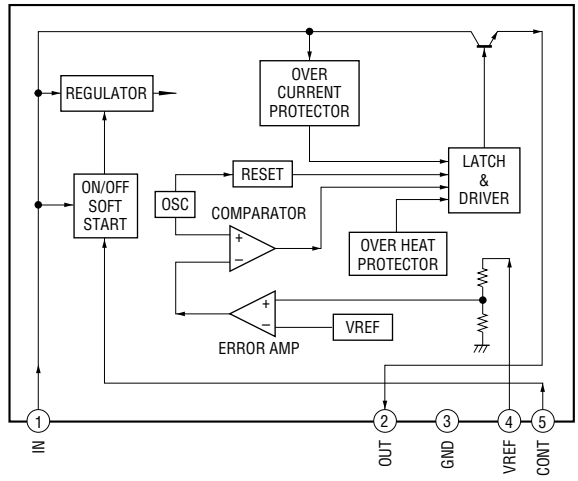 OVER
CURRENT
PROTECTOR
REGULATOR
ON/OFF
SOFT
START
RESET
OSC
LATCH
&
DRIVER
COMPARATOR
+
−
OVER HEAT
PROTECTOR
+
−
VREF
ERROR AMP
1
2
3
4
5
IN
OUT
GND
VREF
CONT